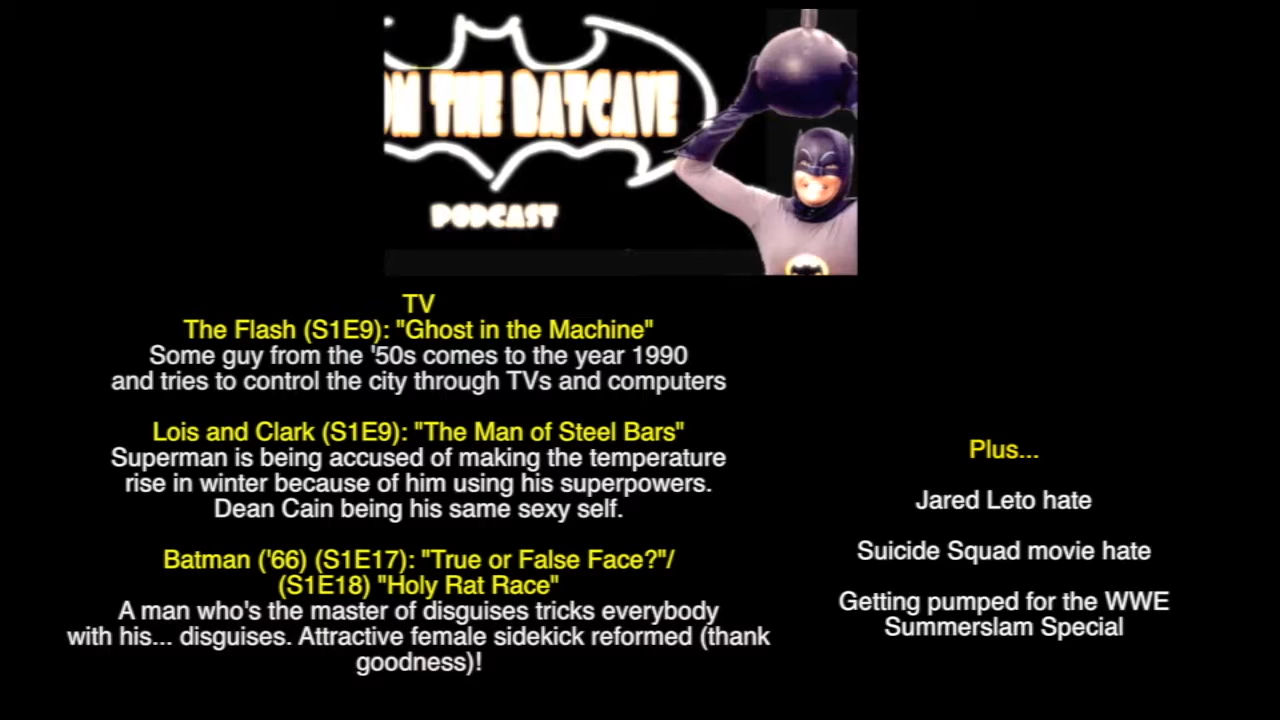 OM THE BATCAVE
PODCAST
TV
The Flash (S1E9): "Ghost in the Machine"
Some guy from the '50s comes to the year 1990
and tries to control the city through TVs and computers
Lois and Clark (S1E9): "The Man of Steel Bars"
Superman is being accused of making the temperature
rise in winter because of him using his superpowers.
Dean Cain being his same sexy self.
Batman ('66) (S1E17): "True or False Face?"/
(S1E18) "Holy Rat Race"
A man who's the master of disguises tricks everybody
with his... disguises. Attractive female sidekick reformed (thank
goodness)!
Plus...
Jared Leto hate
Suicide Squad movie hate
Getting pumped for the WWE
Summerslam Special